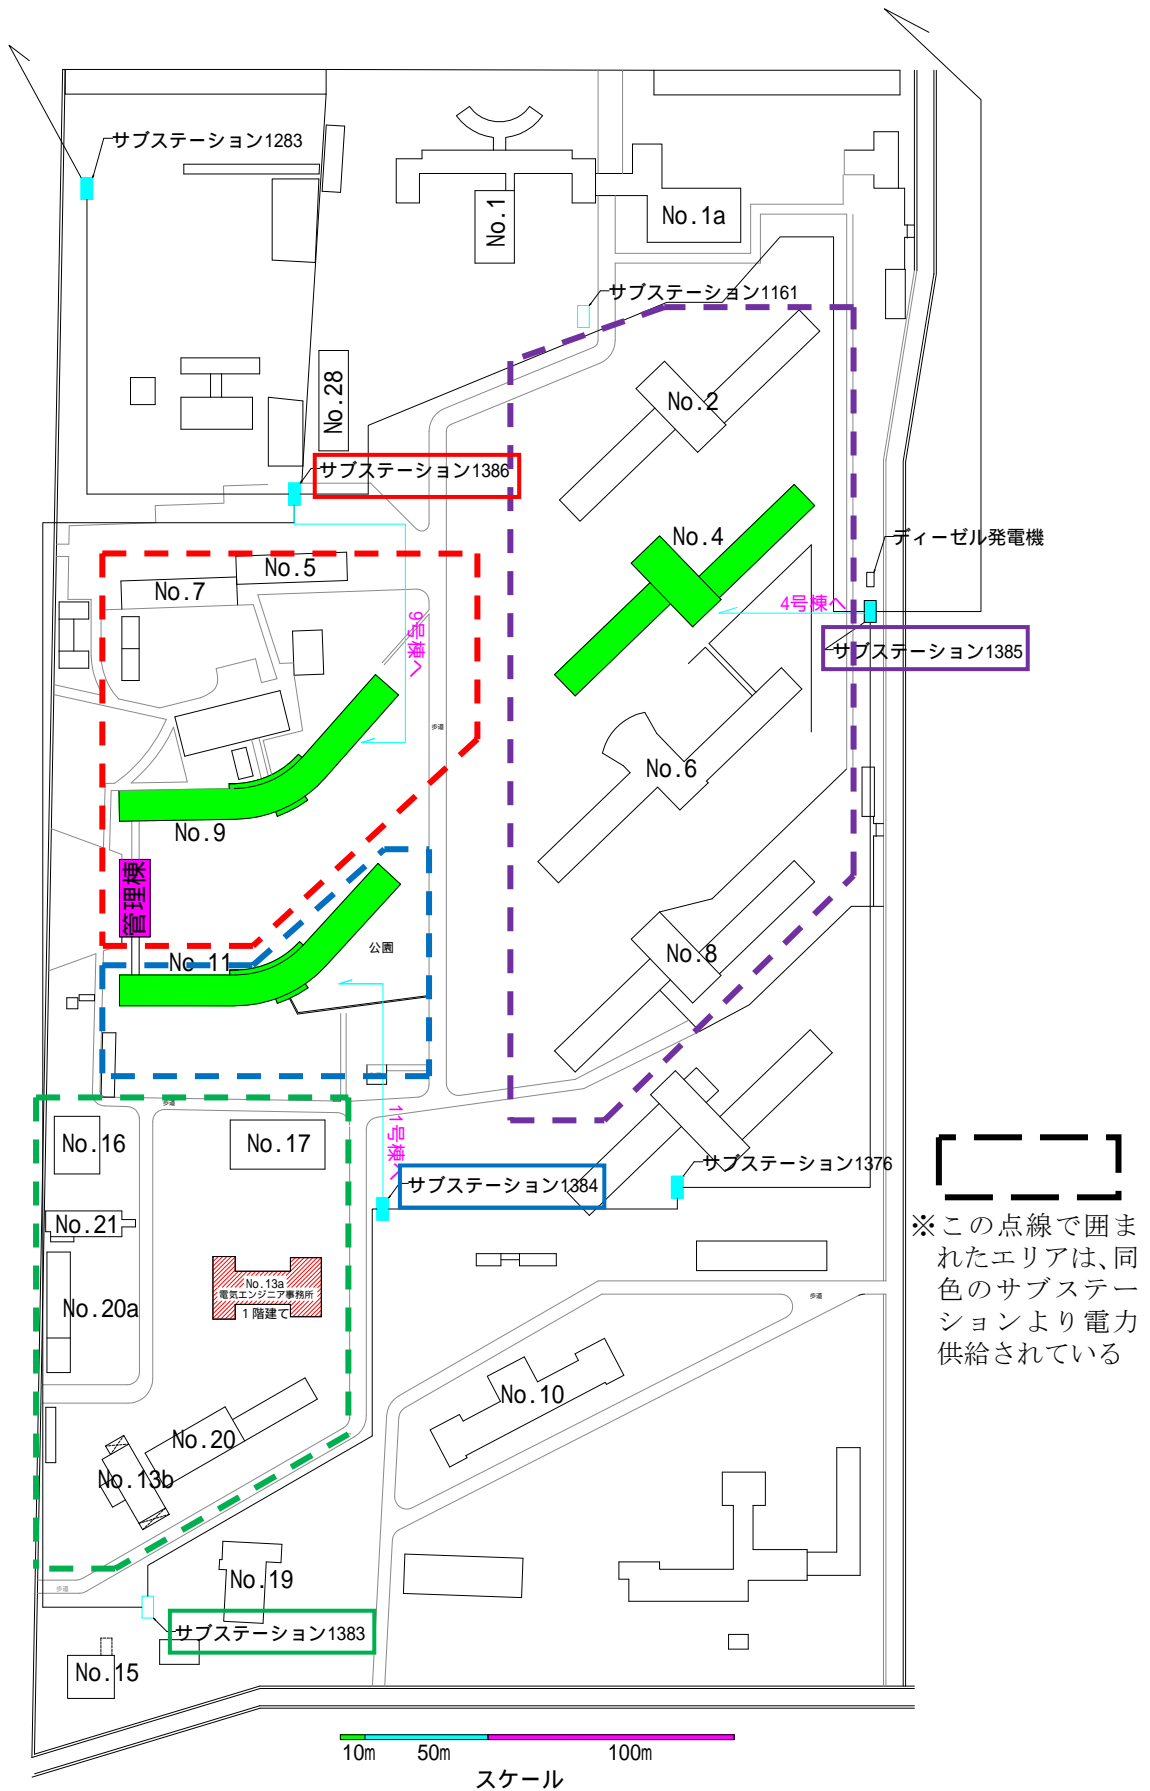 サブステーション1283
No.1
No.1a
サブステーション1161
No.28
No.2
サブステーション1386
No.4
ディーゼル発電機
No.5
No.7
4号棟へ
9号棟へ
サブステーション1385
歩道
No.6
No.9
管理棟
公園
No.8
No 11
歩道
No.16
No.17
11号棟へ
サブステーション1376
サブステーション1384
No.21
※この点線で囲ま
れたエリアは、同
色のサブステー
ションより電力
供給されている
No.13a
電気エンジニア事務所
1階建て
No.20a
歩道
No.10
No.20
No.13b
No.19
歩道
サブステーション1383
No.15
10m
50m
100m
スケール